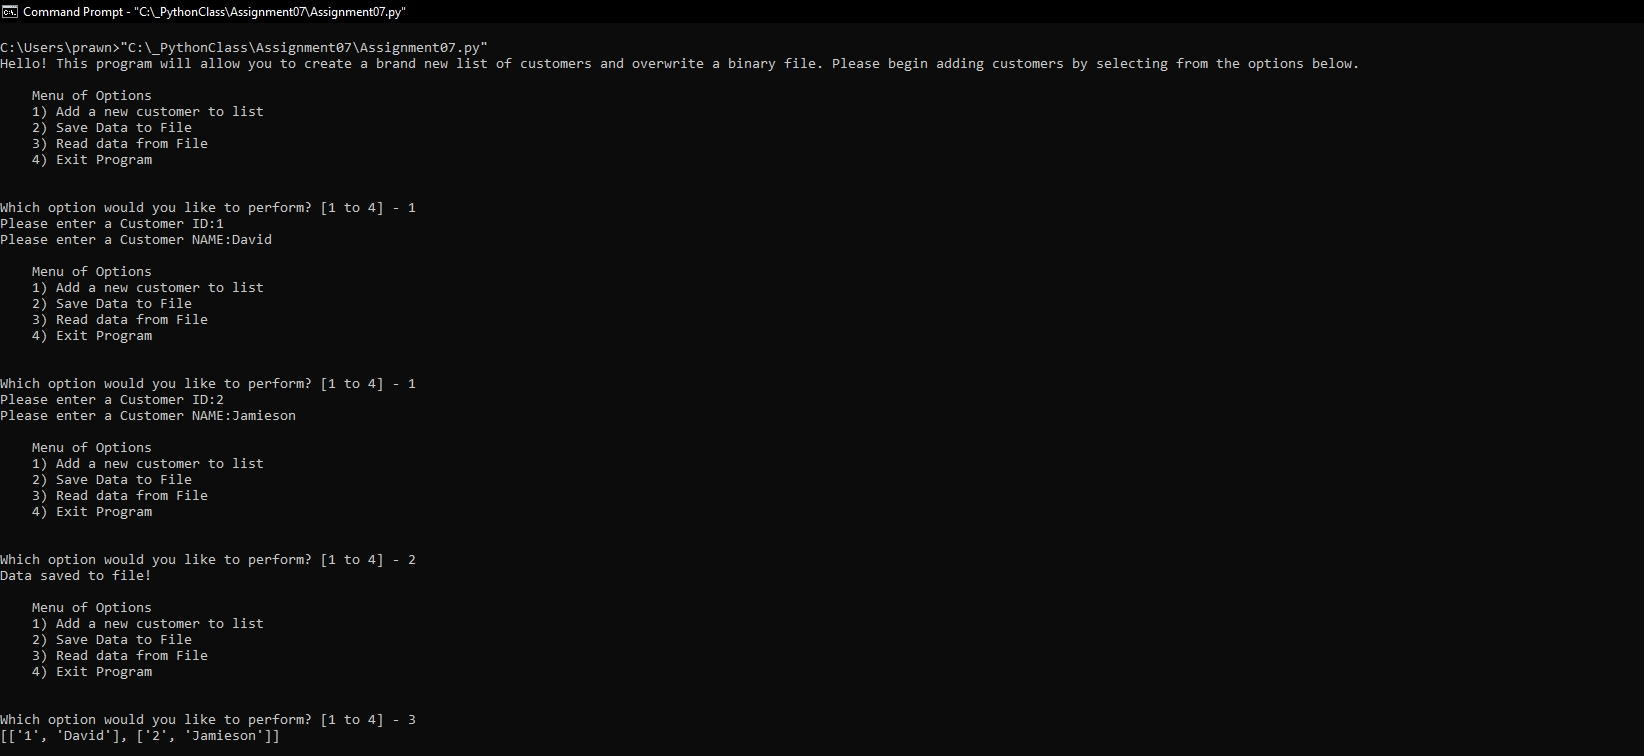 Command Prompt - "C:\_PythonClass\Assignment07\Assignment07.py"
C:\Users\prawn>"C:\_PythonClass\Assignment07\Assignment07.py"
Hello! This program will allow you to create a brand new list of customers and overwrite a binary file. Please begin adding customers by selecting from the options below.
Menu of Options
1) Add a new customer to list
2) Save Data to File
3) Read data from File
4) Exit Program
Which option would you like to perform? [1 to 4] - 1
Please enter a Customer ID:1
Please enter a Customer NAME:David
Menu of Options
1) Add a new customer to list
2) Save Data to File
3) Read data from File
4) Exit Program
Which option would you like to perform? [1 to 4] - 1
Please enter a Customer ID:2
Please enter a Customer NAME:Jamieson
Menu of Options
1) Add a new customer to list
2) Save Data to File
3) Read data from File
4) Exit Program
Which option would you like to perform? [1 to 4] - 2
Data saved to file!
Menu of Options
1) Add a new customer to list
2) Save Data to File
3) Read data from File
4) Exit Program
Which option would you like to perform? [1 to 4] - 3
[['1', 'David'], ['2', 'Jamieson']]